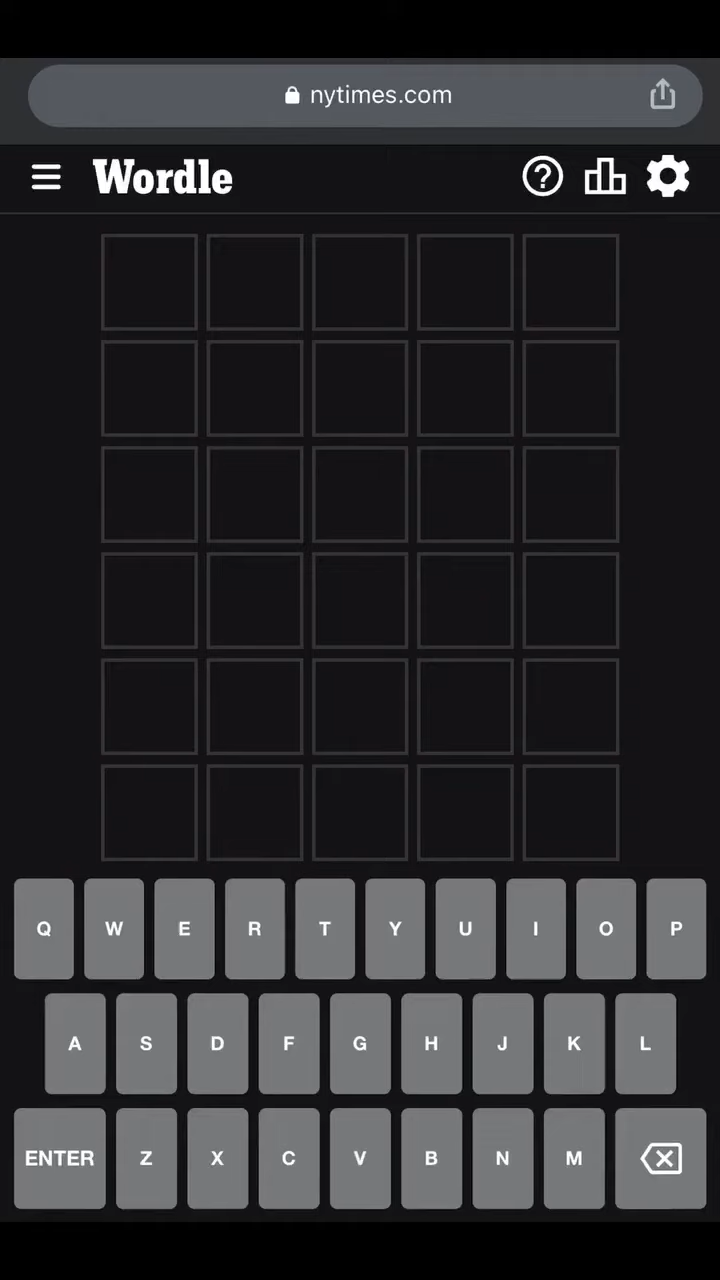 nytimes.com
Wordle
?
Q W E R T Y U I O P
A S D F G H J K L
ENTER Z X C V B N M